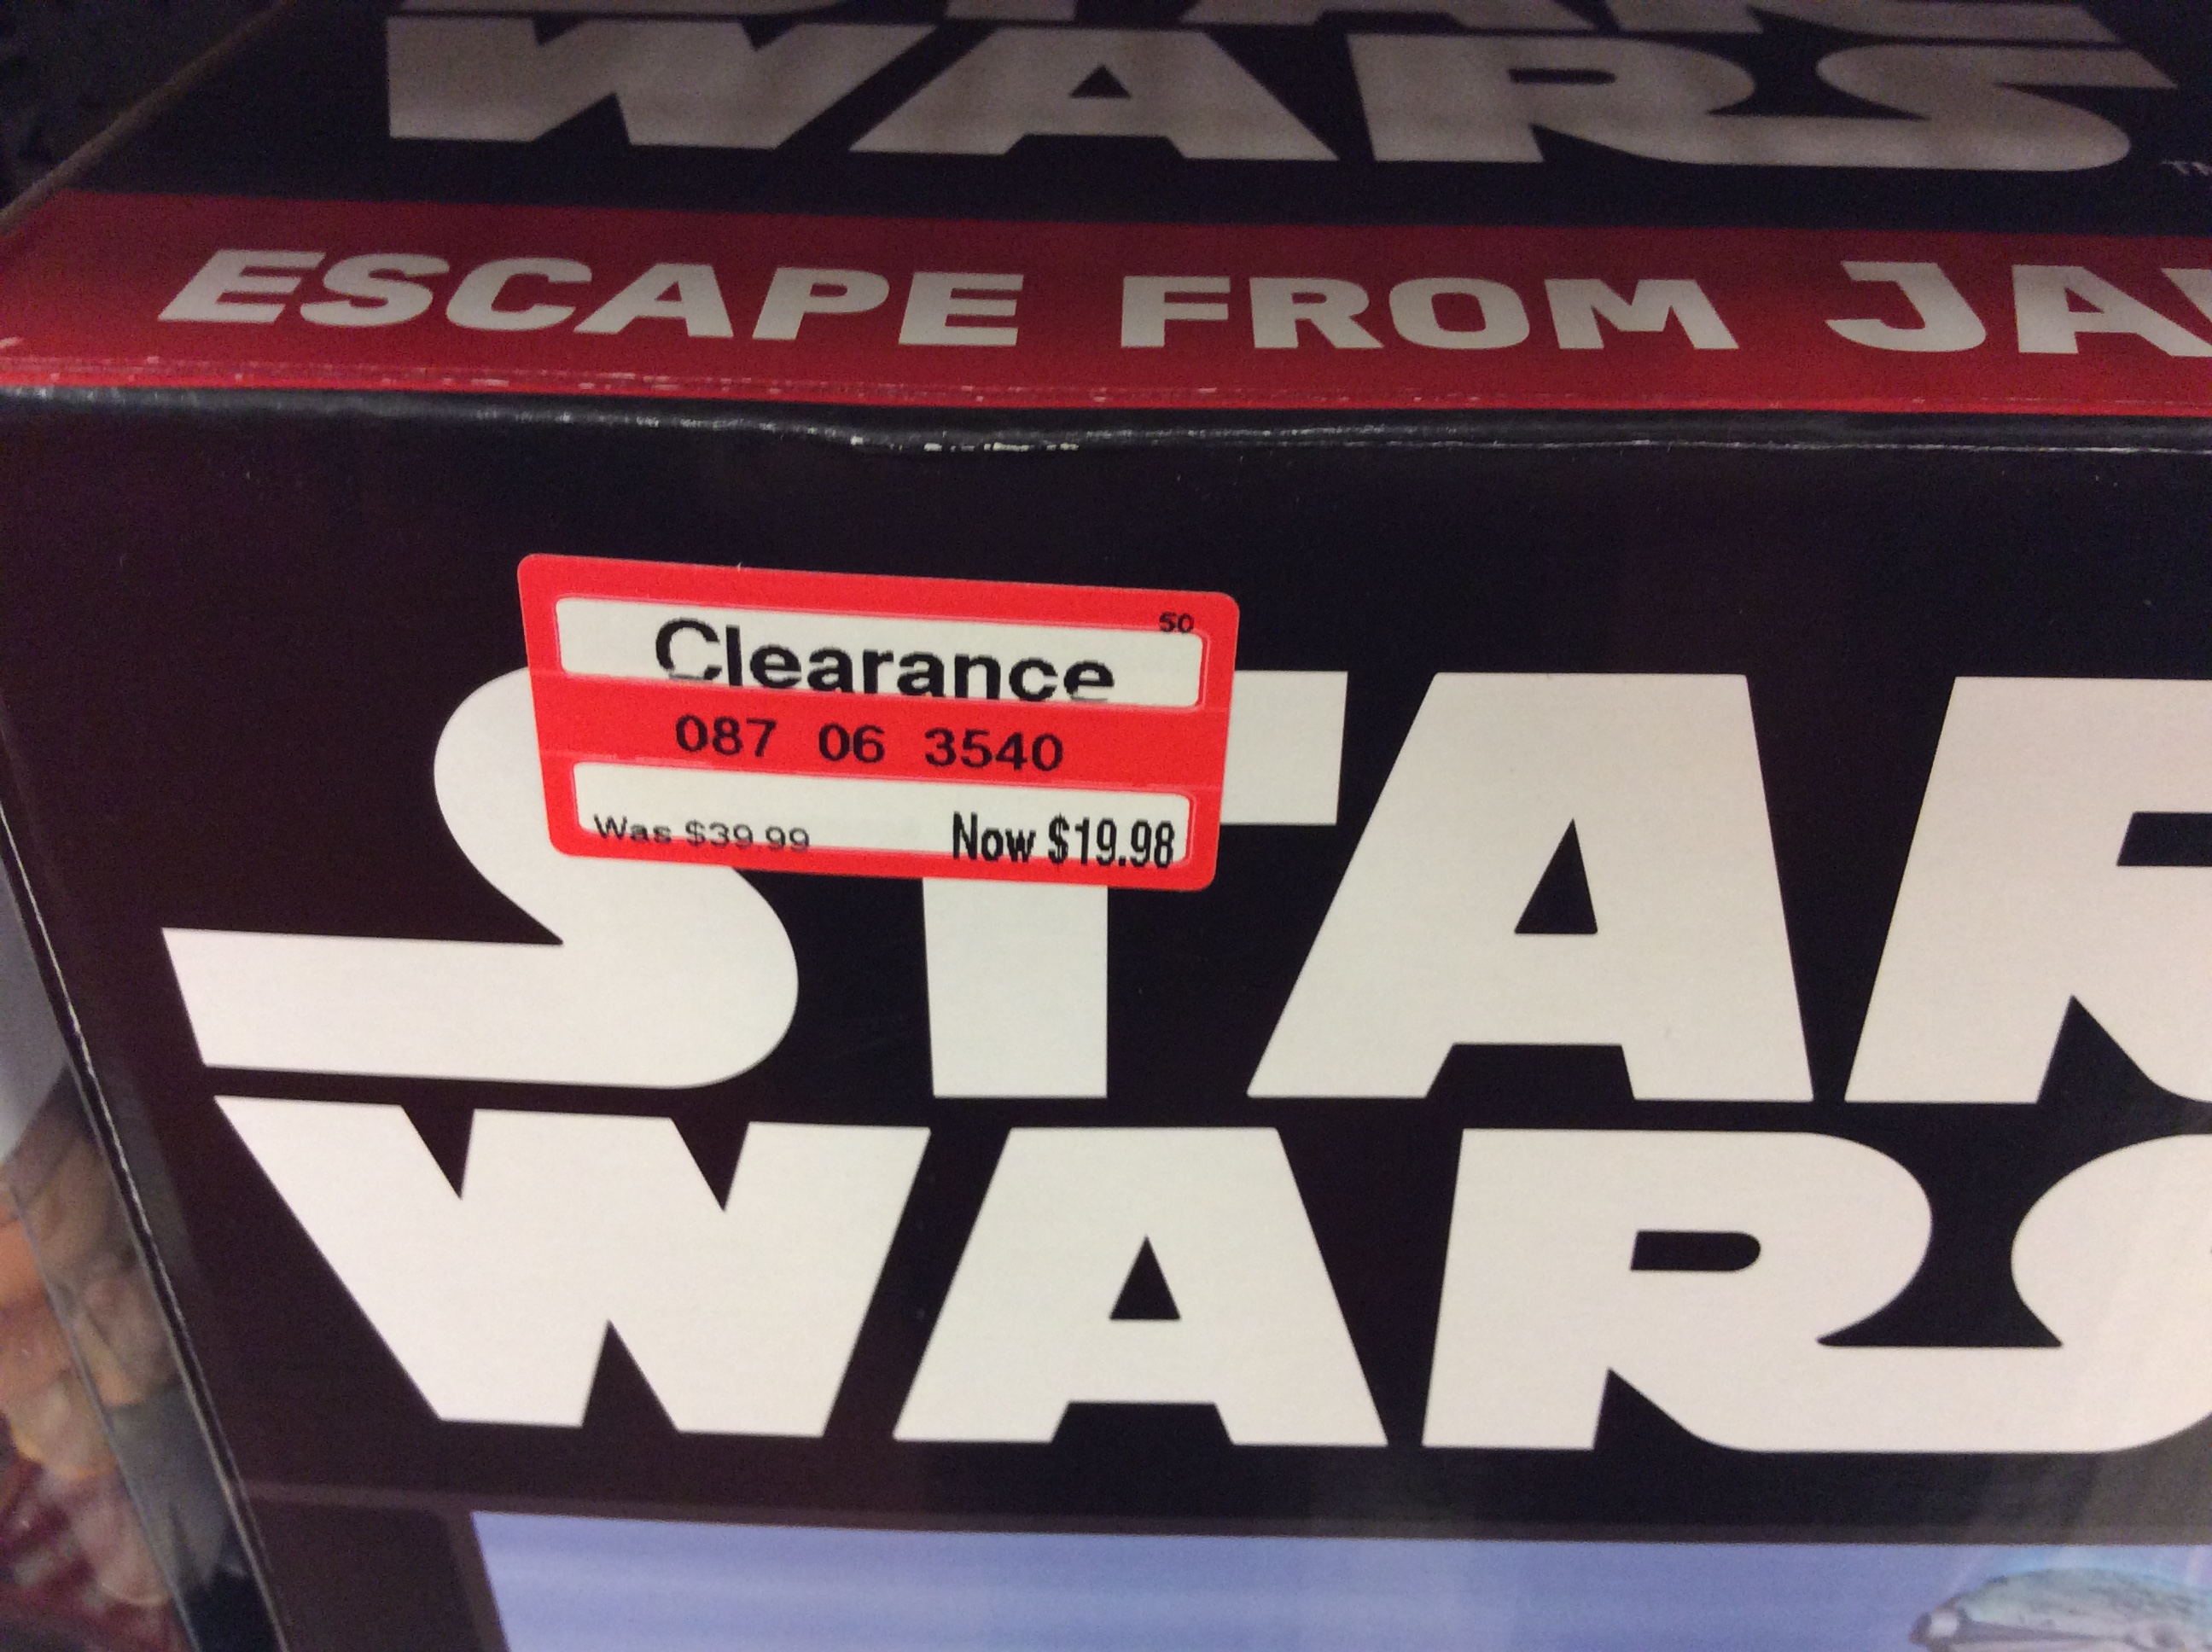 STAR
WARS
ESCAPE FROM
50
Clearance
087 06 3540
Was $39.99 Now $19.98
STAR
WARS